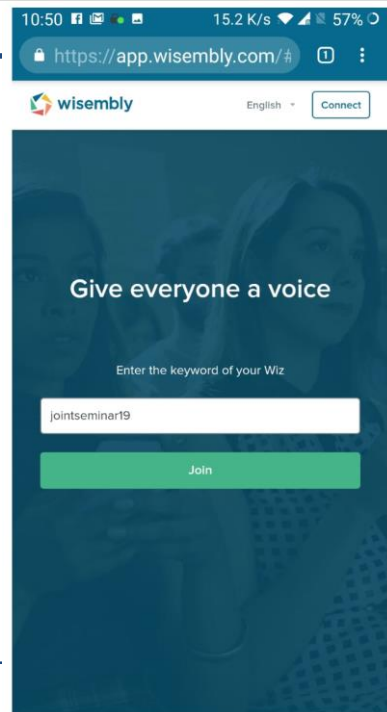 10:50 15.2 K/s 57%
https://app.wisembly.com/# 1
wisembly English Connect
Give everyone a voice
Enter the keyword of your Wiz
jointseminar19
Join